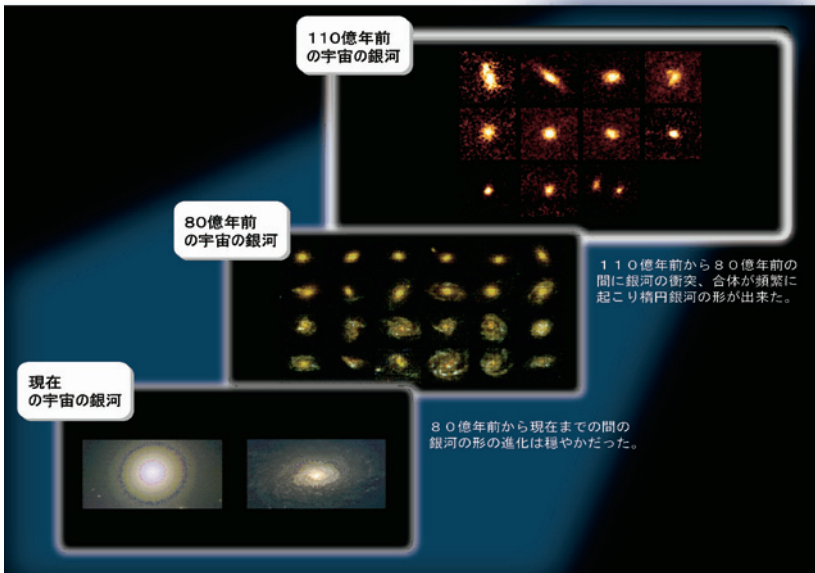 110億年前
の宇宙の銀河
80億年前
の宇宙の銀河
１１０億年前から８０億年前の
間に銀河の衝突、合体が頻繁に
起こり楕円銀河の形が出来た。
現在
の宇宙の銀河
８０億年前から現在までの間の
銀河の形の進化は穏やかだった。